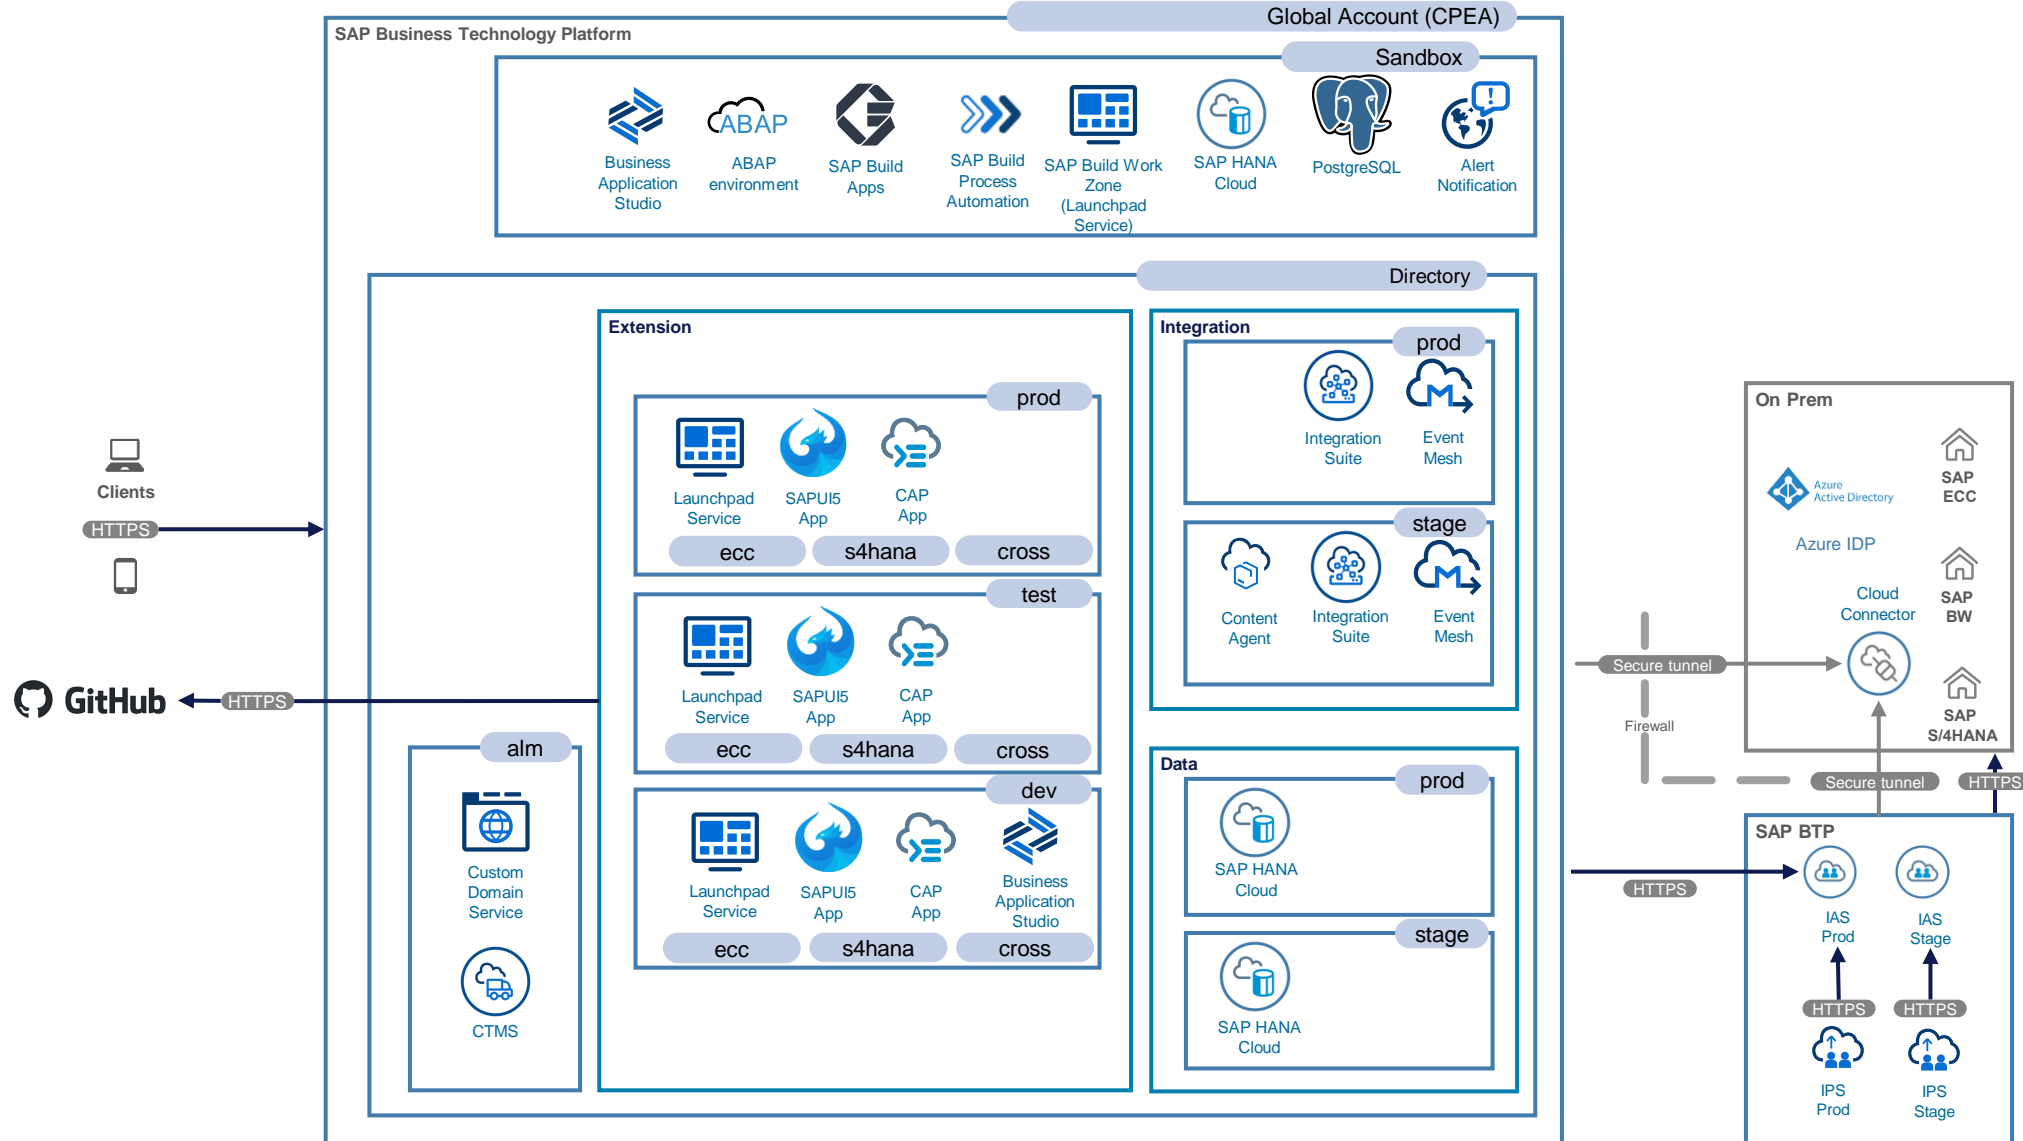 Global Account (CPEA)
SAP Business Technology Platform
Sandbox
Business
Application
Studio
ABAP
ABAP
environment
SAP Build
Apps
SAP Build
Process
Automation
SAP Build Work
Zone
(Launchpad
Service)
SAP HANA
Cloud
PostgreSQL
Alert
Notification
Directory
Extension
prod
Launchpad
Service
SAPUI5
App
CAP
App
ecc
s4hana
cross
test
Launchpad
Service
SAPUI5
App
CAP
App
ecc
s4hana
cross
dev
Launchpad
Service
SAPUI5
App
CAP
App
Business
Application
Studio
ecc
s4hana
cross
Integration
prod
Integration
Suite
M
Event
Mesh
stage
Content
Agent
Integration
Suite
M
Event
Mesh
Data
prod
SAP HANA
Cloud
stage
SAP HANA
Cloud
alm
Custom
Domain
Service
CTMS
Clients
HTTPS
GitHub
HTTPS
On Prem
SAP
ECC
Azure
Active Directory
Azure IDP
SAP
BW
Cloud
Connector
Secure tunnel
SAP
S/4HANA
Firewall
Secure tunnel
HTTPS
SAP BTP
HTTPS
IAS
Prod
IAS
Stage
HTTPS
HTTPS
IPS
Prod
IPS
Stage